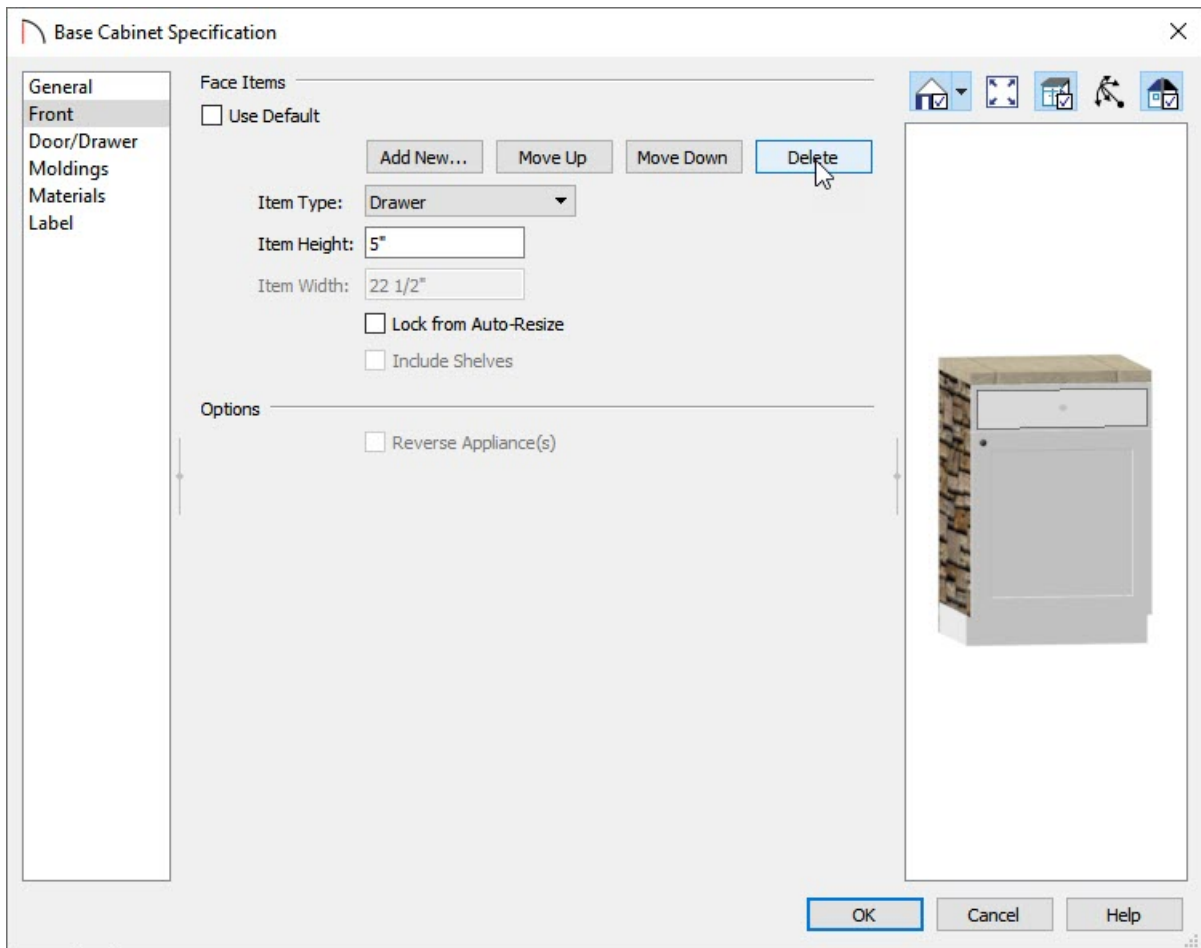 Base Cabinet Specification
General
Front
Door/Drawer
Moldings
Materials
Label
Face Items
Use Default
Add New... Move Up Move Down Delete
Item Type: Drawer
Item Height: 5"
Item Width: 22 1/2"
Lock from Auto-Resize
Include Shelves
Options
Reverse Appliance(s)
OK Cancel Help